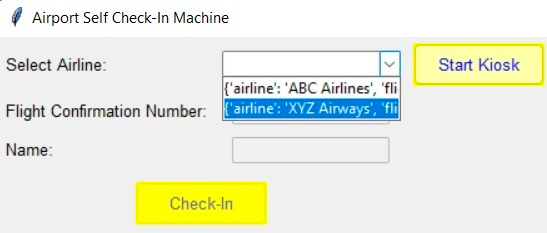 Airport Self Check-In Machine
Select Airline:
Start Kiosk
{'airline': 'ABC Airlines', 'fli
{'airline': 'XYZ Airways', 'fli
Flight Confirmation Number:
Name:
Check-In